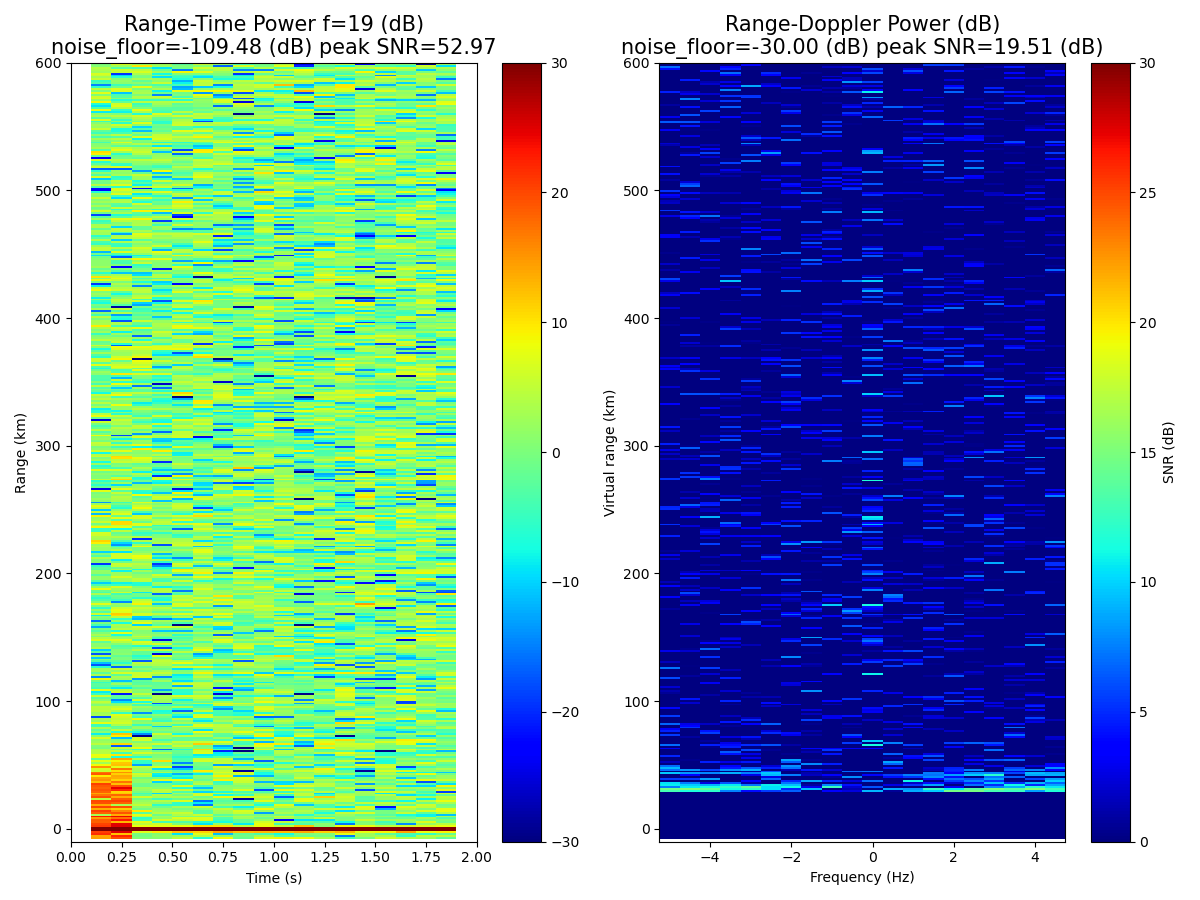 Range-Time Power f=19 (dB)
noise_floor=-109.48 (dB) peak SNR=52.97
600
500
400
300
200
100
0
Range (km)
0.00 0.25 0.50 0.75 1.00 1.25 1.50 1.75 2.00
Time (s)
30
20
10
0
−10
−20
−30
Range-Doppler Power (dB)
noise_floor=-30.00 (dB) peak SNR=19.51 (dB)
600
500
400
300
200
100
0
Virtual range (km)
−4 −2 0 2 4
Frequency (Hz)
30
25
20
15
10
5
0
SNR (dB)